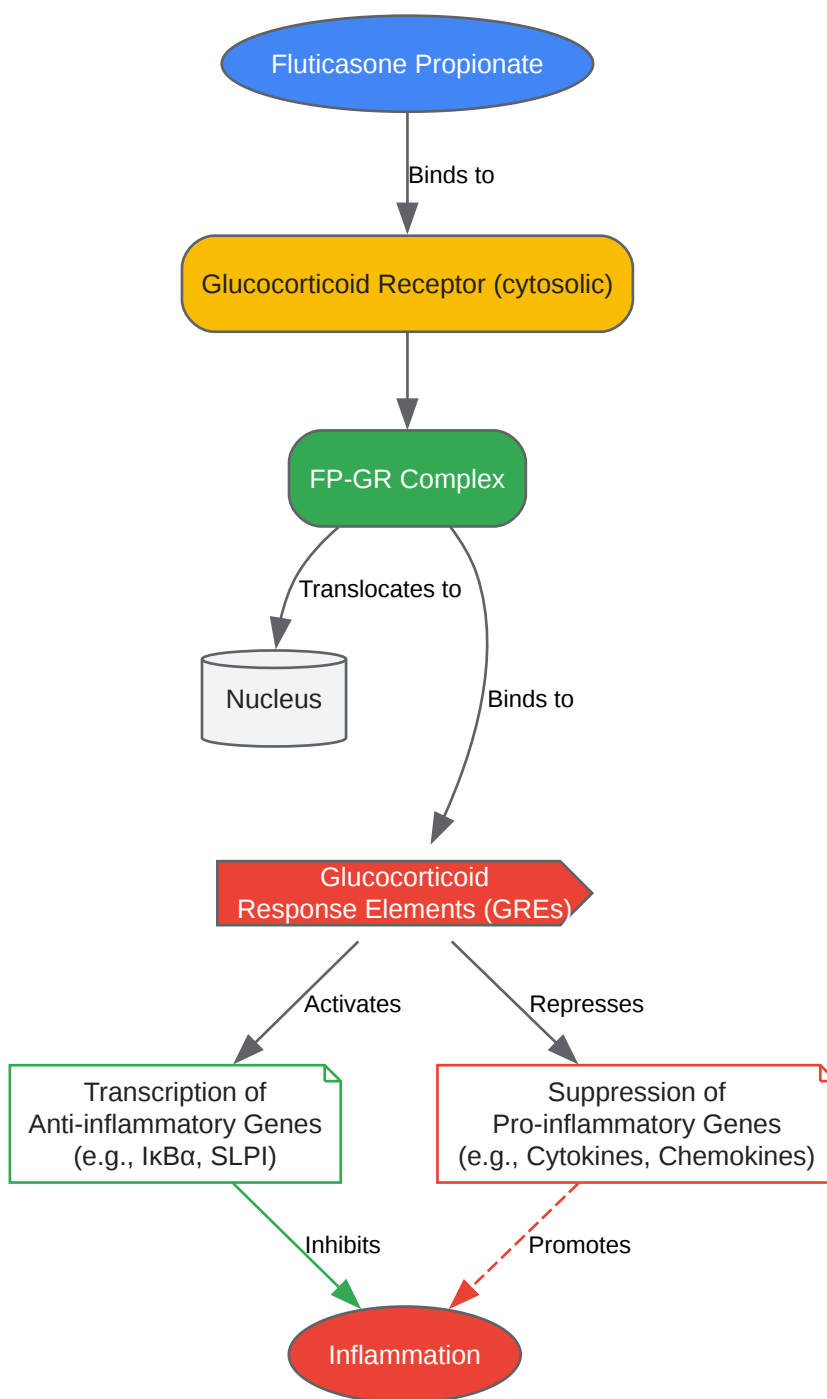 Fluticasone Propionate
Binds to
Glucocorticoid Receptor (cytosolic)
FP-GR Complex
Translocates to
Nucleus
Binds to
Glucocorticoid
Response Elements (GREs)
Activates
Represses
Transcription of
Anti-inflammatory Genes
(e.g., IκBα, SLPI)
Suppression of
Pro-inflammatory Genes
(e.g., Cytokines, Chemokines)
Inhibits
Promotes
Inflammation